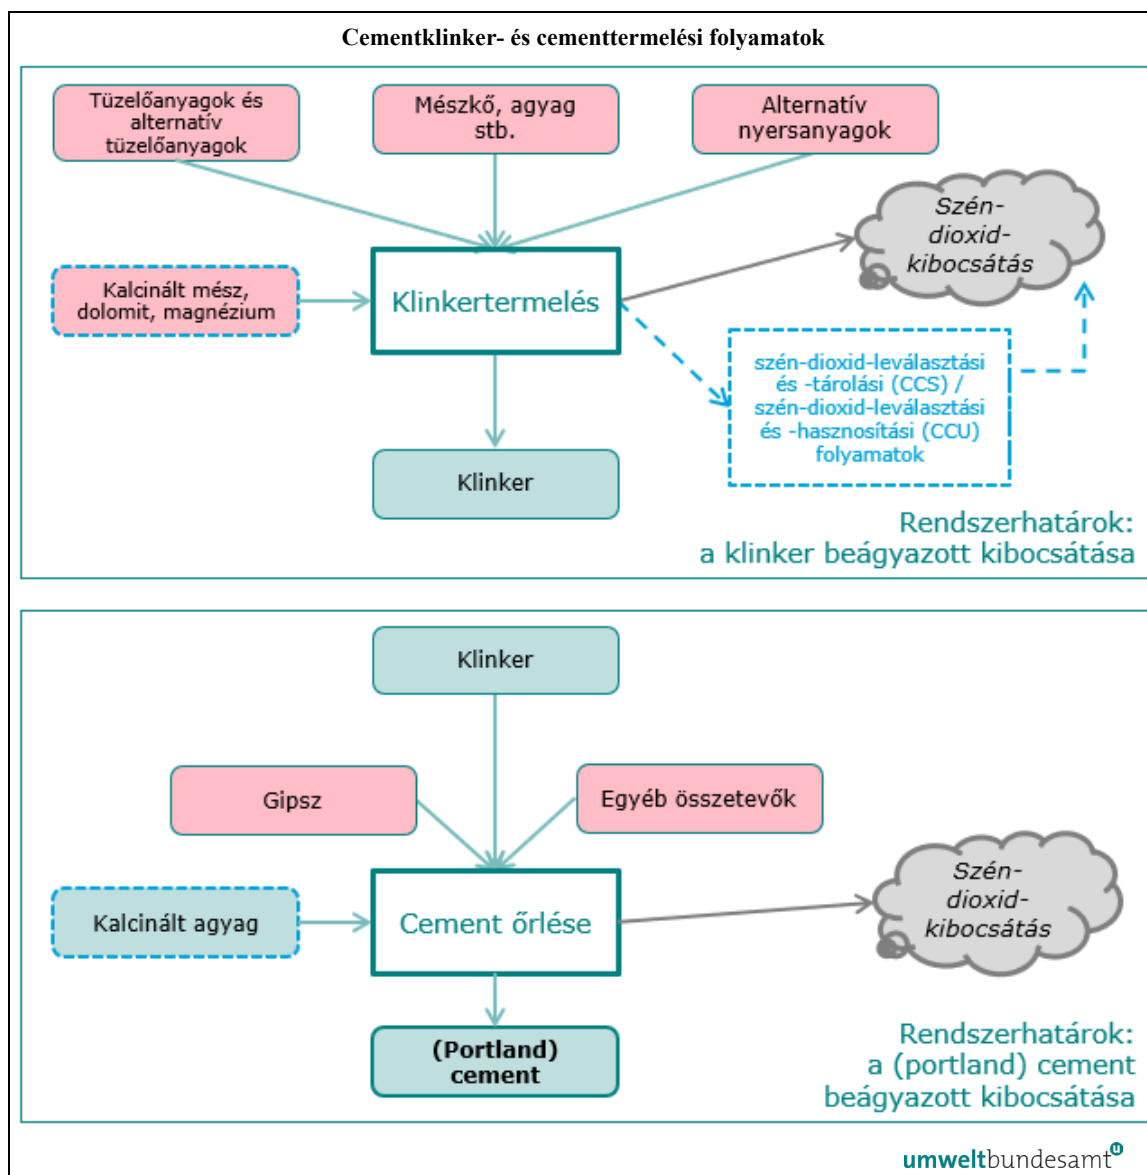 Cementklinker- és cementtermelési folyamatok
Tüzelőanyagok és
alternatív
tüzelőanyagok
Mészkő, agyag
stb.
Alternatív
nyersanyagok
Szén-
dioxid-
kibocsátás
Kalcinált mész,
dolomit, magnézium
Klinkertermelés
szén-dioxid-leválasztási
és -tárolási (CCS) /
szén-dioxid-leválasztási
és -hasznosítási (CCU)
folyamatok
Klinker
Rendszerhatárok:
a klinker beágyazott kibocsátása
Klinker
Gipsz
Egyéb összetevők
Kalcinált agyag
Cement őrlése
Szén-
dioxid-
kibocsátás
(Portland)
cement
Rendszerhatárok:
a (portland) cement
beágyazott kibocsátása
umweltbundesamt u